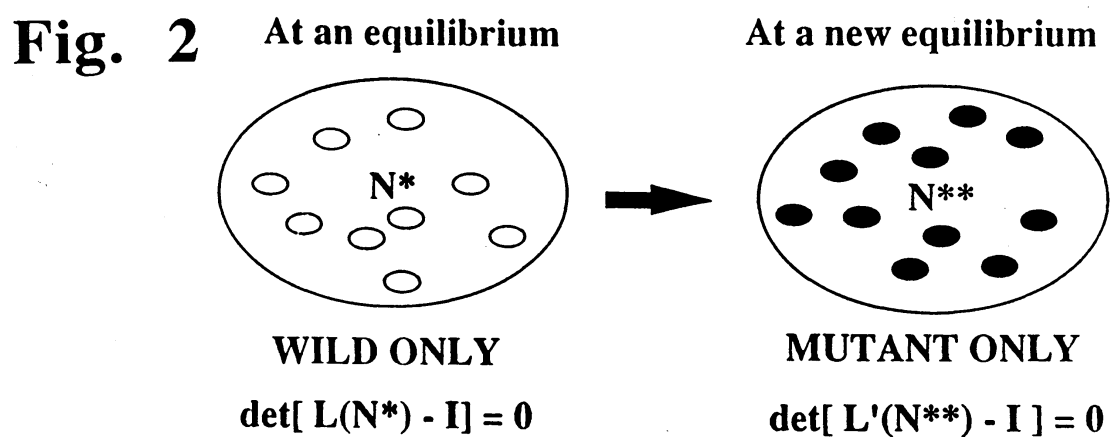 Fig. 2
At an equilibrium
At a new equilibrium
N*
N**
WILD ONLY
MUTANT ONLY
det[ L(N*) - I] = 0
det[ L'(N**) - I ] = 0